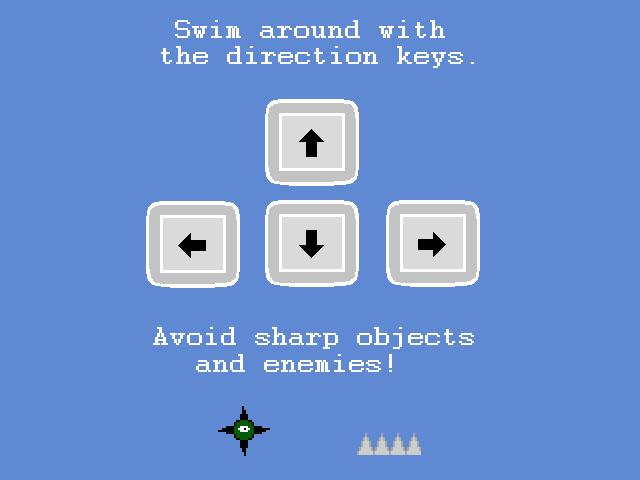 Swim around with
the direction keys.
Avoid sharp objects
and enemies!